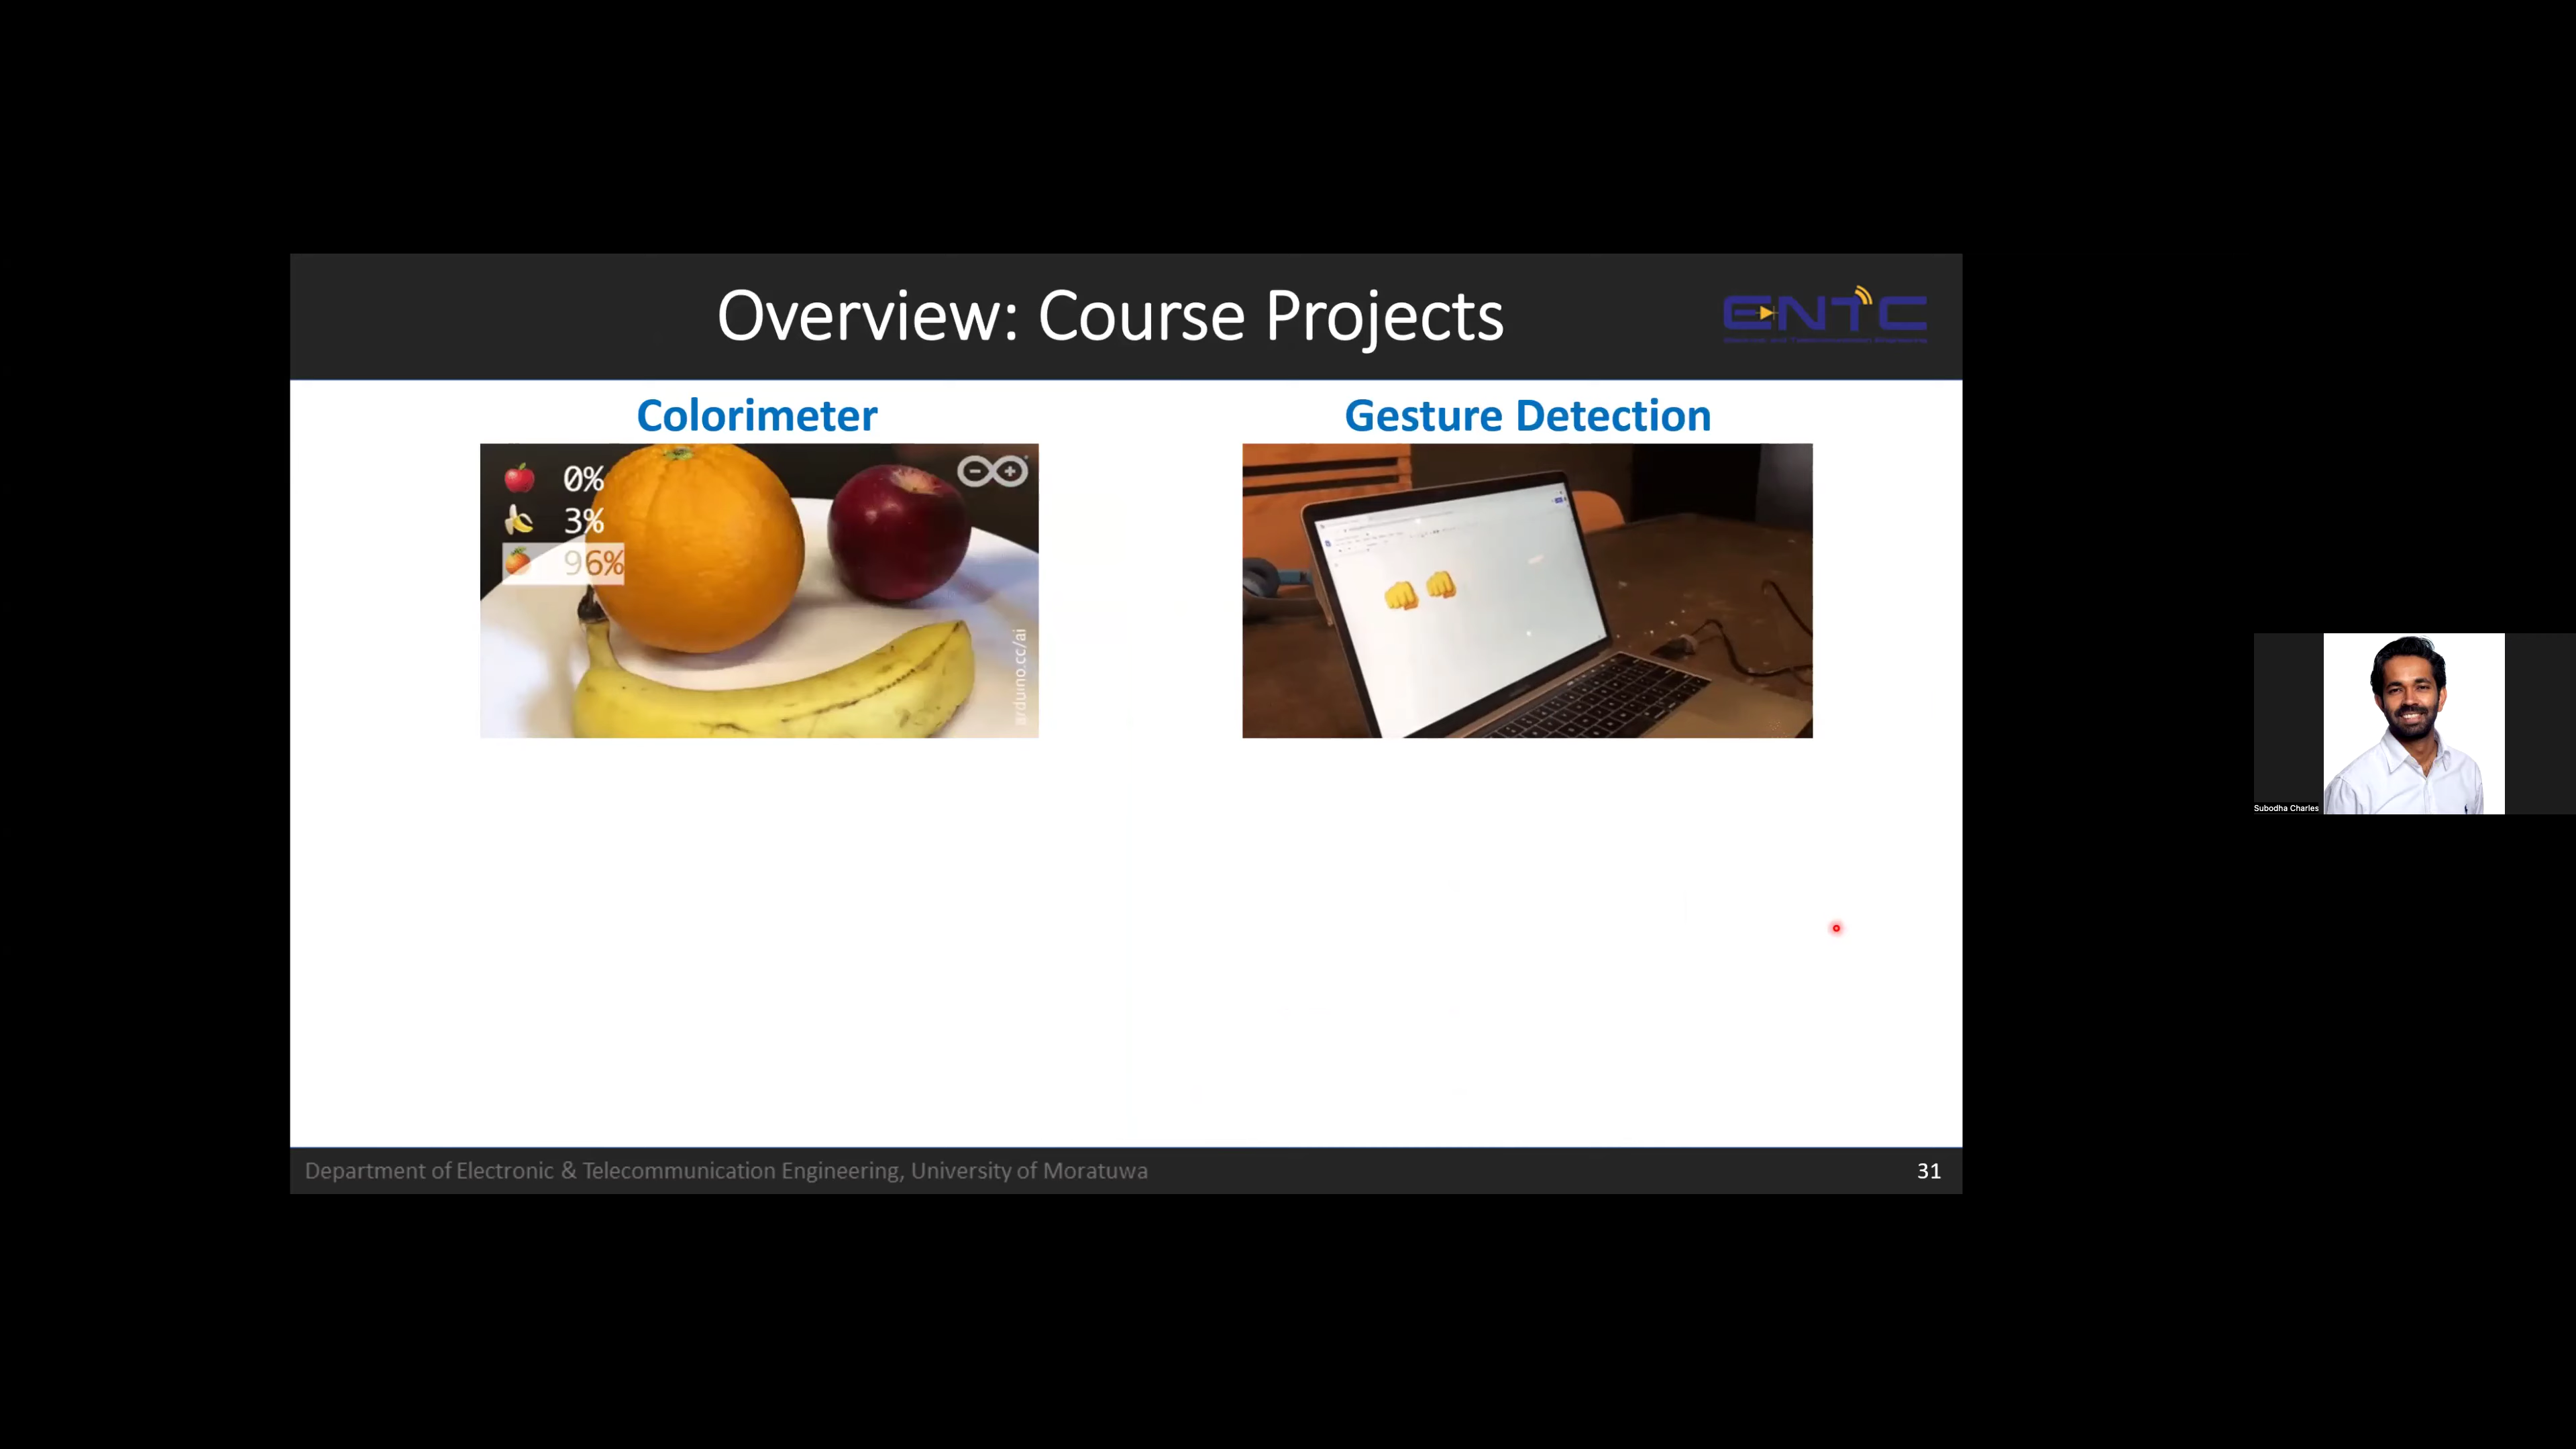 Overview: Course Projects
ENTC
Colorimeter
Gesture Detection
0%
3%
96%
arduino.cc/ai
Subodha Charles
Department of Electronic & Telecommunication Engineering, University of Moratuwa
31